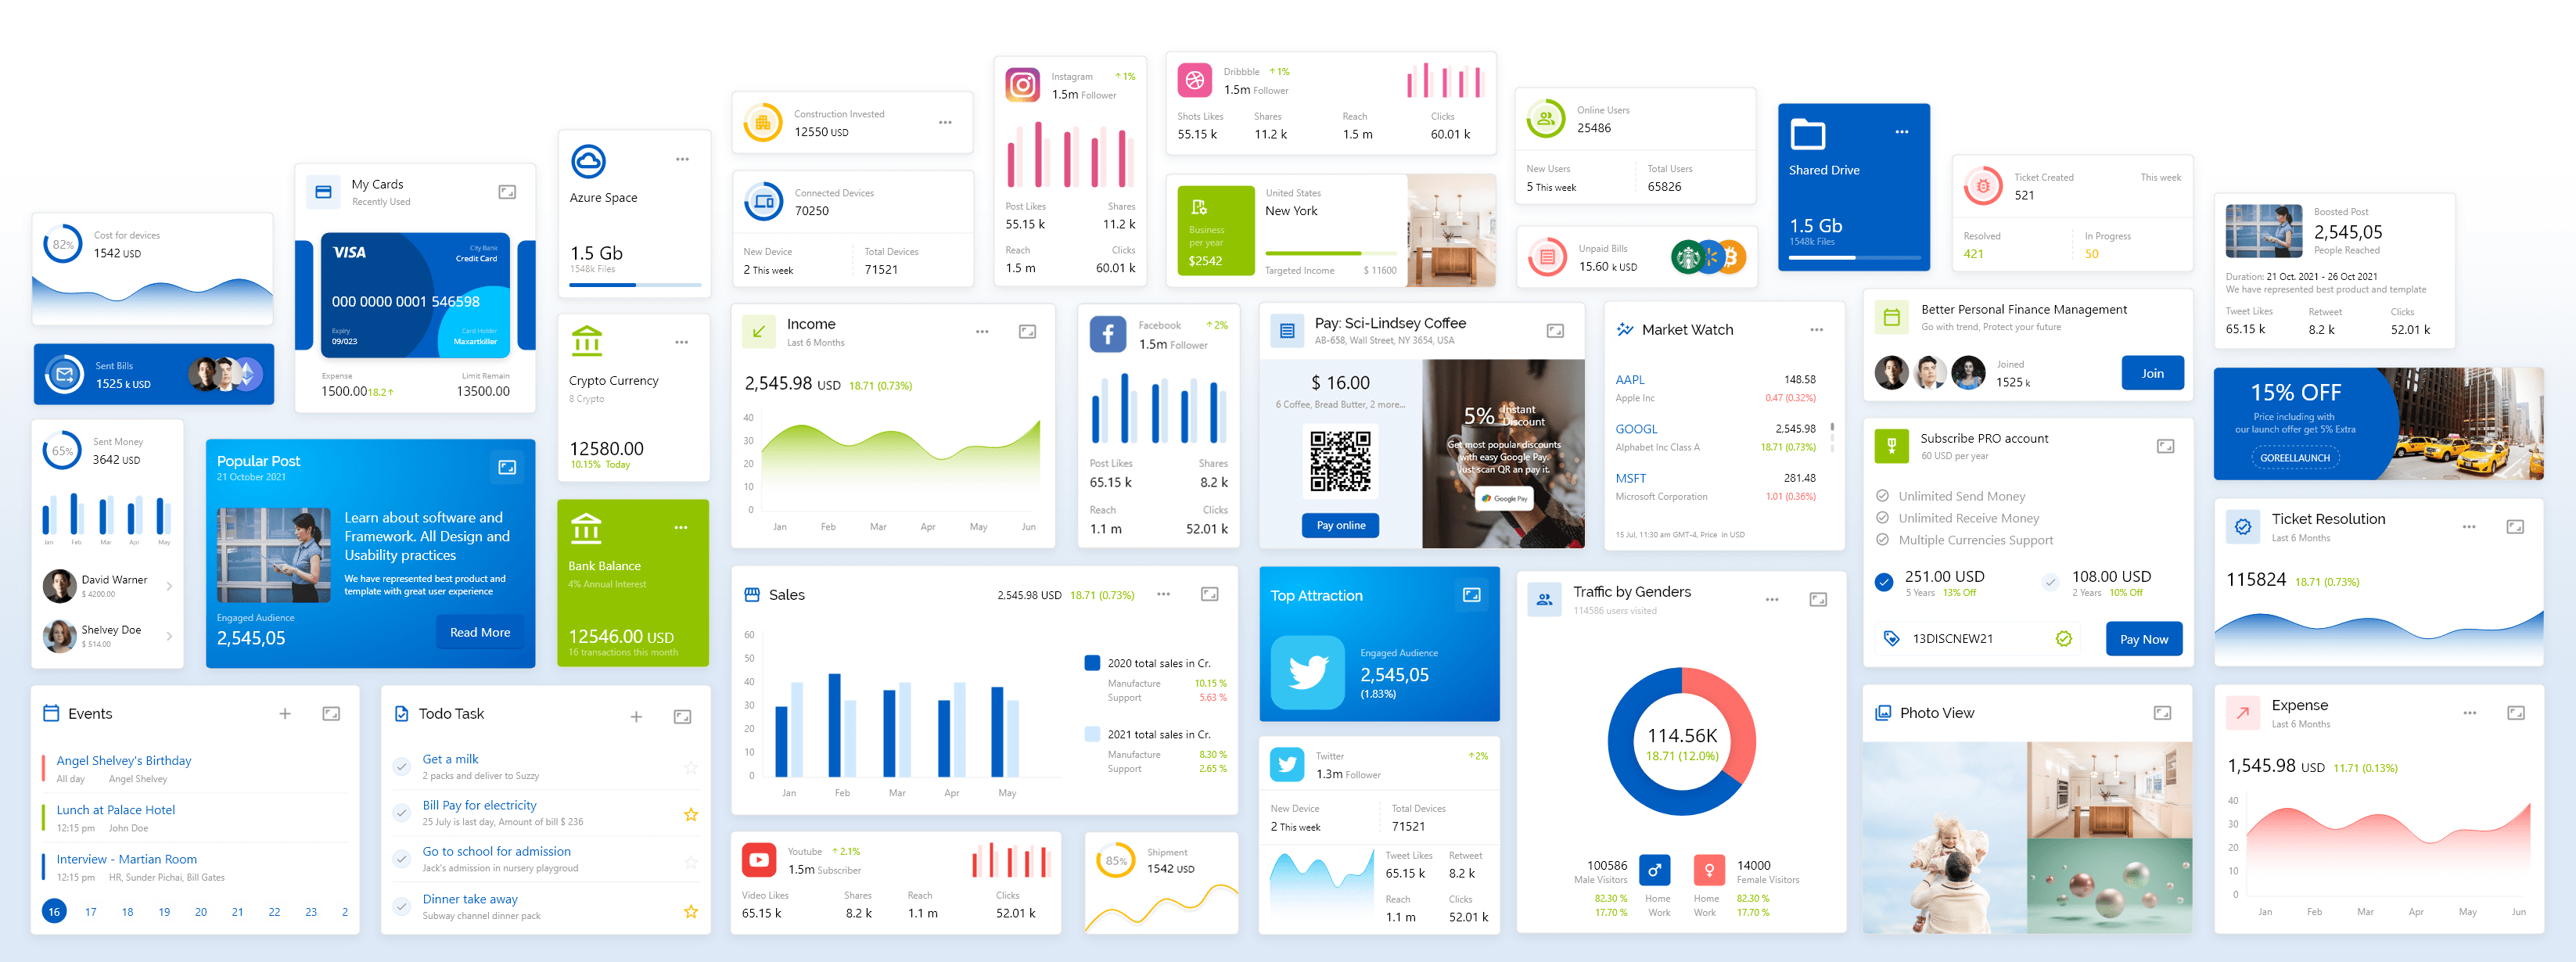 82%
Cost for devices
1542 USD
Sent Bills
1525 k USD
65%
Sent Money
3642 USD
Jan Feb Mar Apr May
David Warner
$ 4200.00
Shelvey Doe
$ 514.00
My Cards
Recently Used
VISA
City Bank
Credit Card
000 0000 0001 546598
Expiry
09/023
Card Holder
Maxartkiller
Expense
1500.00 18.2
Limit Remain
13500.00
Popular Post
21 October 2021
Learn about software and
Framework. All Design and
Usability practices
We have represented best product and
template with great user experience
Engaged Audience
2,545,05
Read More
Azure Space
1.5 Gb
1548k Files
Crypto Currency
8 Crypto
12580.00
10.15% Today
Bank Balance
4% Annual Interest
12546.00 USD
16 transactions this month
Events
Angel Shelvey's Birthday
All day Angel Shelvey
Lunch at Palace Hotel
12:15 pm John Doe
Interview - Martian Room
12:15 pm HR, Sunder Pichai, Bill Gates
16 17 18 19 20 21 22 23 2
Todo Task
Get a milk
2 packs and deliver to Suzzy
Bill Pay for electricity
25 July is last day, Amount of bill $ 236
Go to school for admission
Jack's admission in nursery playgroud
Dinner take away
Subway channel dinner pack
Construction Invested
12550 USD
Connected Devices
70250
New Device
2 This week
Total Devices
71521
Instagram 1%
1.5m Follower
Post Likes Shares
55.15 k 11.2 k
Reach Clicks
1.5 m 60.01 k
Dribbble 1%
1.5m Follower
Shots Likes Shares Reach Clicks
55.15 k 11.2 k 1.5 m 60.01 k
Business
per year
$2542
United States
New York
Targeted Income $ 11600
Income
Last 6 Months
2,545.98 USD 18.71 (0.73%)
40
30
20
10
0
Jan Feb Mar Apr May Jun
Facebook 2%
1.5m Follower
Post Likes Shares
65.15 k 8.2 k
Reach Clicks
1.1 m 52.01 k
Sales
2,545.98 USD 18.71 (0.73%)
60
50
40
30
20
10
0
Jan Feb Mar Apr May
2020 total sales in Cr.
Manufacture 10.15 %
Support 5.63 %
2021 total sales in Cr.
Manufacture 8.30 %
Support 2.65 %
Youtube 2.1%
1.5m Subscriber
Video Likes Shares Reach Clicks
65.15 k 8.2 k 1.1 m 52.01 k
85%
Shipment
1542 USD
Pay: Sci-Lindsey Coffee
AB-658, Wall Street, NY 3654, USA
$ 16.00
6 Coffee, Bread Butter, 2 more...
Pay online
5% Instant
Discount
Get most popular discounts
with easy Google Pay.
Just scan QR an pay it.
Google Pay
Top Attraction
Engaged Audience
2,545,05
(1.83%)
Twitter 2%
1.3m Follower
New Device
2 This week
Total Devices
71521
Tweet Likes Retweet
65.15 k 8.2 k
Reach Clicks
1.1 m 52.01 k
Online Users
25486
New Users
5 This week
Total Users
65826
Unpaid Bills
15.60 k USD
Market Watch
AAPL 148.58
Apple Inc 0.47 (0.32%)
GOOGL 2,545.98
Alphabet Inc Class A 18.71 (0.73%)
MSFT 281.48
Microsoft Corporation 1.01 (0.36%)
15 Jul, 11:30 am GMT-4, Price in USD
Traffic by Genders
114586 users visited
114.56K
18.71 (12.0%)
100586
Male Visitors
82.30 % Home
17.70 % Work
14000
Female Visitors
Home 82.30 %
Work 17.70 %
Shared Drive
1.5 Gb
1548k Files
Ticket Created This week
521
Resolved
421
In Progress
50
Better Personal Finance Management
Go with trend, Protect your future
Joined
1525 k
Join
Subscribe PRO account
60 USD per year
Unlimited Send Money
Unlimited Receive Money
Multiple Currencies Support
251.00 USD
5 Years 13% Off
108.00 USD
2 Years 10% Off
13DISCNEW21
Pay Now
Photo View
Boosted Post
2,545,05
People Reached
Duration: 21 Oct. 2021 - 26 Oct 2021
We have represented best product and template
Tweet Likes Retweet Clicks
65.15 k 8.2 k 52.01 k
15% OFF
Price including with
our launch offer get 5% Extra
GOREELLAUNCH
Ticket Resolution
Last 6 Months
115824 18.71 (0.73%)
Expense
Last 6 Months
1,545.98 USD 11.71 (0.13%)
40
30
20
10
0
Jan Feb Mar Apr May Jun